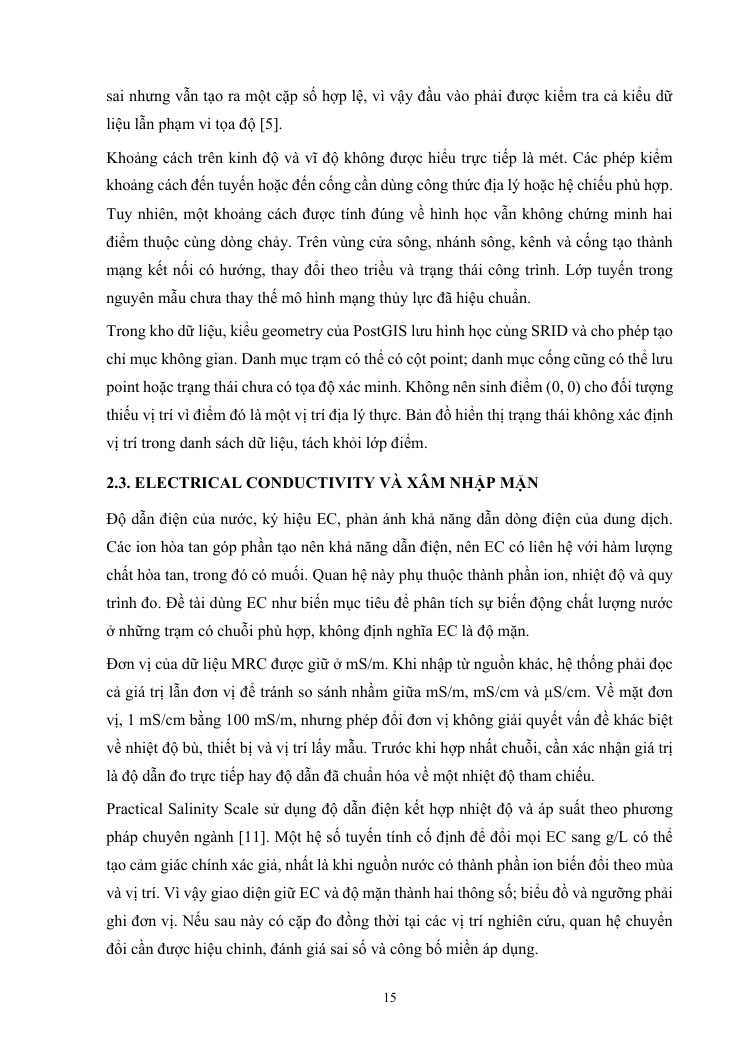 sai nhưng vẫn tạo ra một cặp số hợp lệ, vì vậy đầu vào phải được kiểm tra cả kiểu dữ
liệu lẫn phạm vi tọa độ [5].
Khoảng cách trên kinh độ và vĩ độ không được hiểu trực tiếp là mét. Các phép kiểm
khoảng cách đến tuyến hoặc đến cống cần dùng công thức địa lý hoặc hệ chiếu phù hợp.
Tuy nhiên, một khoảng cách được tính đúng về hình học vẫn không chứng minh hai
điểm thuộc cùng dòng chảy. Trên vùng cửa sông, nhánh sông, kênh và cống tạo thành
mạng kết nối có hướng, thay đổi theo triều và trạng thái công trình. Lớp tuyến trong
nguyên mẫu chưa thay thế mô hình mạng thủy lực đã hiệu chuẩn.
Trong kho dữ liệu, kiểu geometry của PostGIS lưu hình học cùng SRID và cho phép tạo
chỉ mục không gian. Danh mục trạm có thể có cột point; danh mục cống cũng có thể lưu
point hoặc trạng thái chưa có tọa độ xác minh. Không nên sinh điểm (0, 0) cho đối tượng
thiếu vị trí vì điểm đó là một vị trí địa lý thực. Bản đồ hiển thị trạng thái không xác định
vị trí trong danh sách dữ liệu, tách khỏi lớp điểm.
2.3. ELECTRICAL CONDUCTIVITY VÀ XÂM NHẬP MẶN
Độ dẫn điện của nước, ký hiệu EC, phản ánh khả năng dẫn dòng điện của dung dịch.
Các ion hòa tan góp phần tạo nên khả năng dẫn điện, nên EC có liên hệ với hàm lượng
chất hòa tan, trong đó có muối. Quan hệ này phụ thuộc thành phần ion, nhiệt độ và quy
trình đo. Đề tài dùng EC như biến mục tiêu để phân tích sự biến động chất lượng nước
ở những trạm có chuỗi phù hợp, không định nghĩa EC là độ mặn.
Đơn vị của dữ liệu MRC được giữ ở mS/m. Khi nhập từ nguồn khác, hệ thống phải đọc
cả giá trị lẫn đơn vị để tránh so sánh nhầm giữa mS/m, mS/cm và µS/cm. Về mặt đơn
vị, 1 mS/cm bằng 100 mS/m, nhưng phép đổi đơn vị không giải quyết vấn đề khác biệt
về nhiệt độ bù, thiết bị và vị trí lấy mẫu. Trước khi hợp nhất chuỗi, cần xác nhận giá trị
là độ dẫn đo trực tiếp hay độ dẫn đã chuẩn hóa về một nhiệt độ tham chiếu.
Practical Salinity Scale sử dụng độ dẫn điện kết hợp nhiệt độ và áp suất theo phương
pháp chuyên ngành [11]. Một hệ số tuyến tính cố định để đổi mọi EC sang g/L có thể
tạo cảm giác chính xác giả, nhất là khi nguồn nước có thành phần ion biến đổi theo mùa
và vị trí. Vì vậy giao diện giữ EC và độ mặn thành hai thông số; biểu đồ và ngưỡng phải
ghi đơn vị. Nếu sau này có cặp đo đồng thời tại các vị trí nghiên cứu, quan hệ chuyển
đổi cần được hiệu chỉnh, đánh giá sai số và công bố miền áp dụng.
15